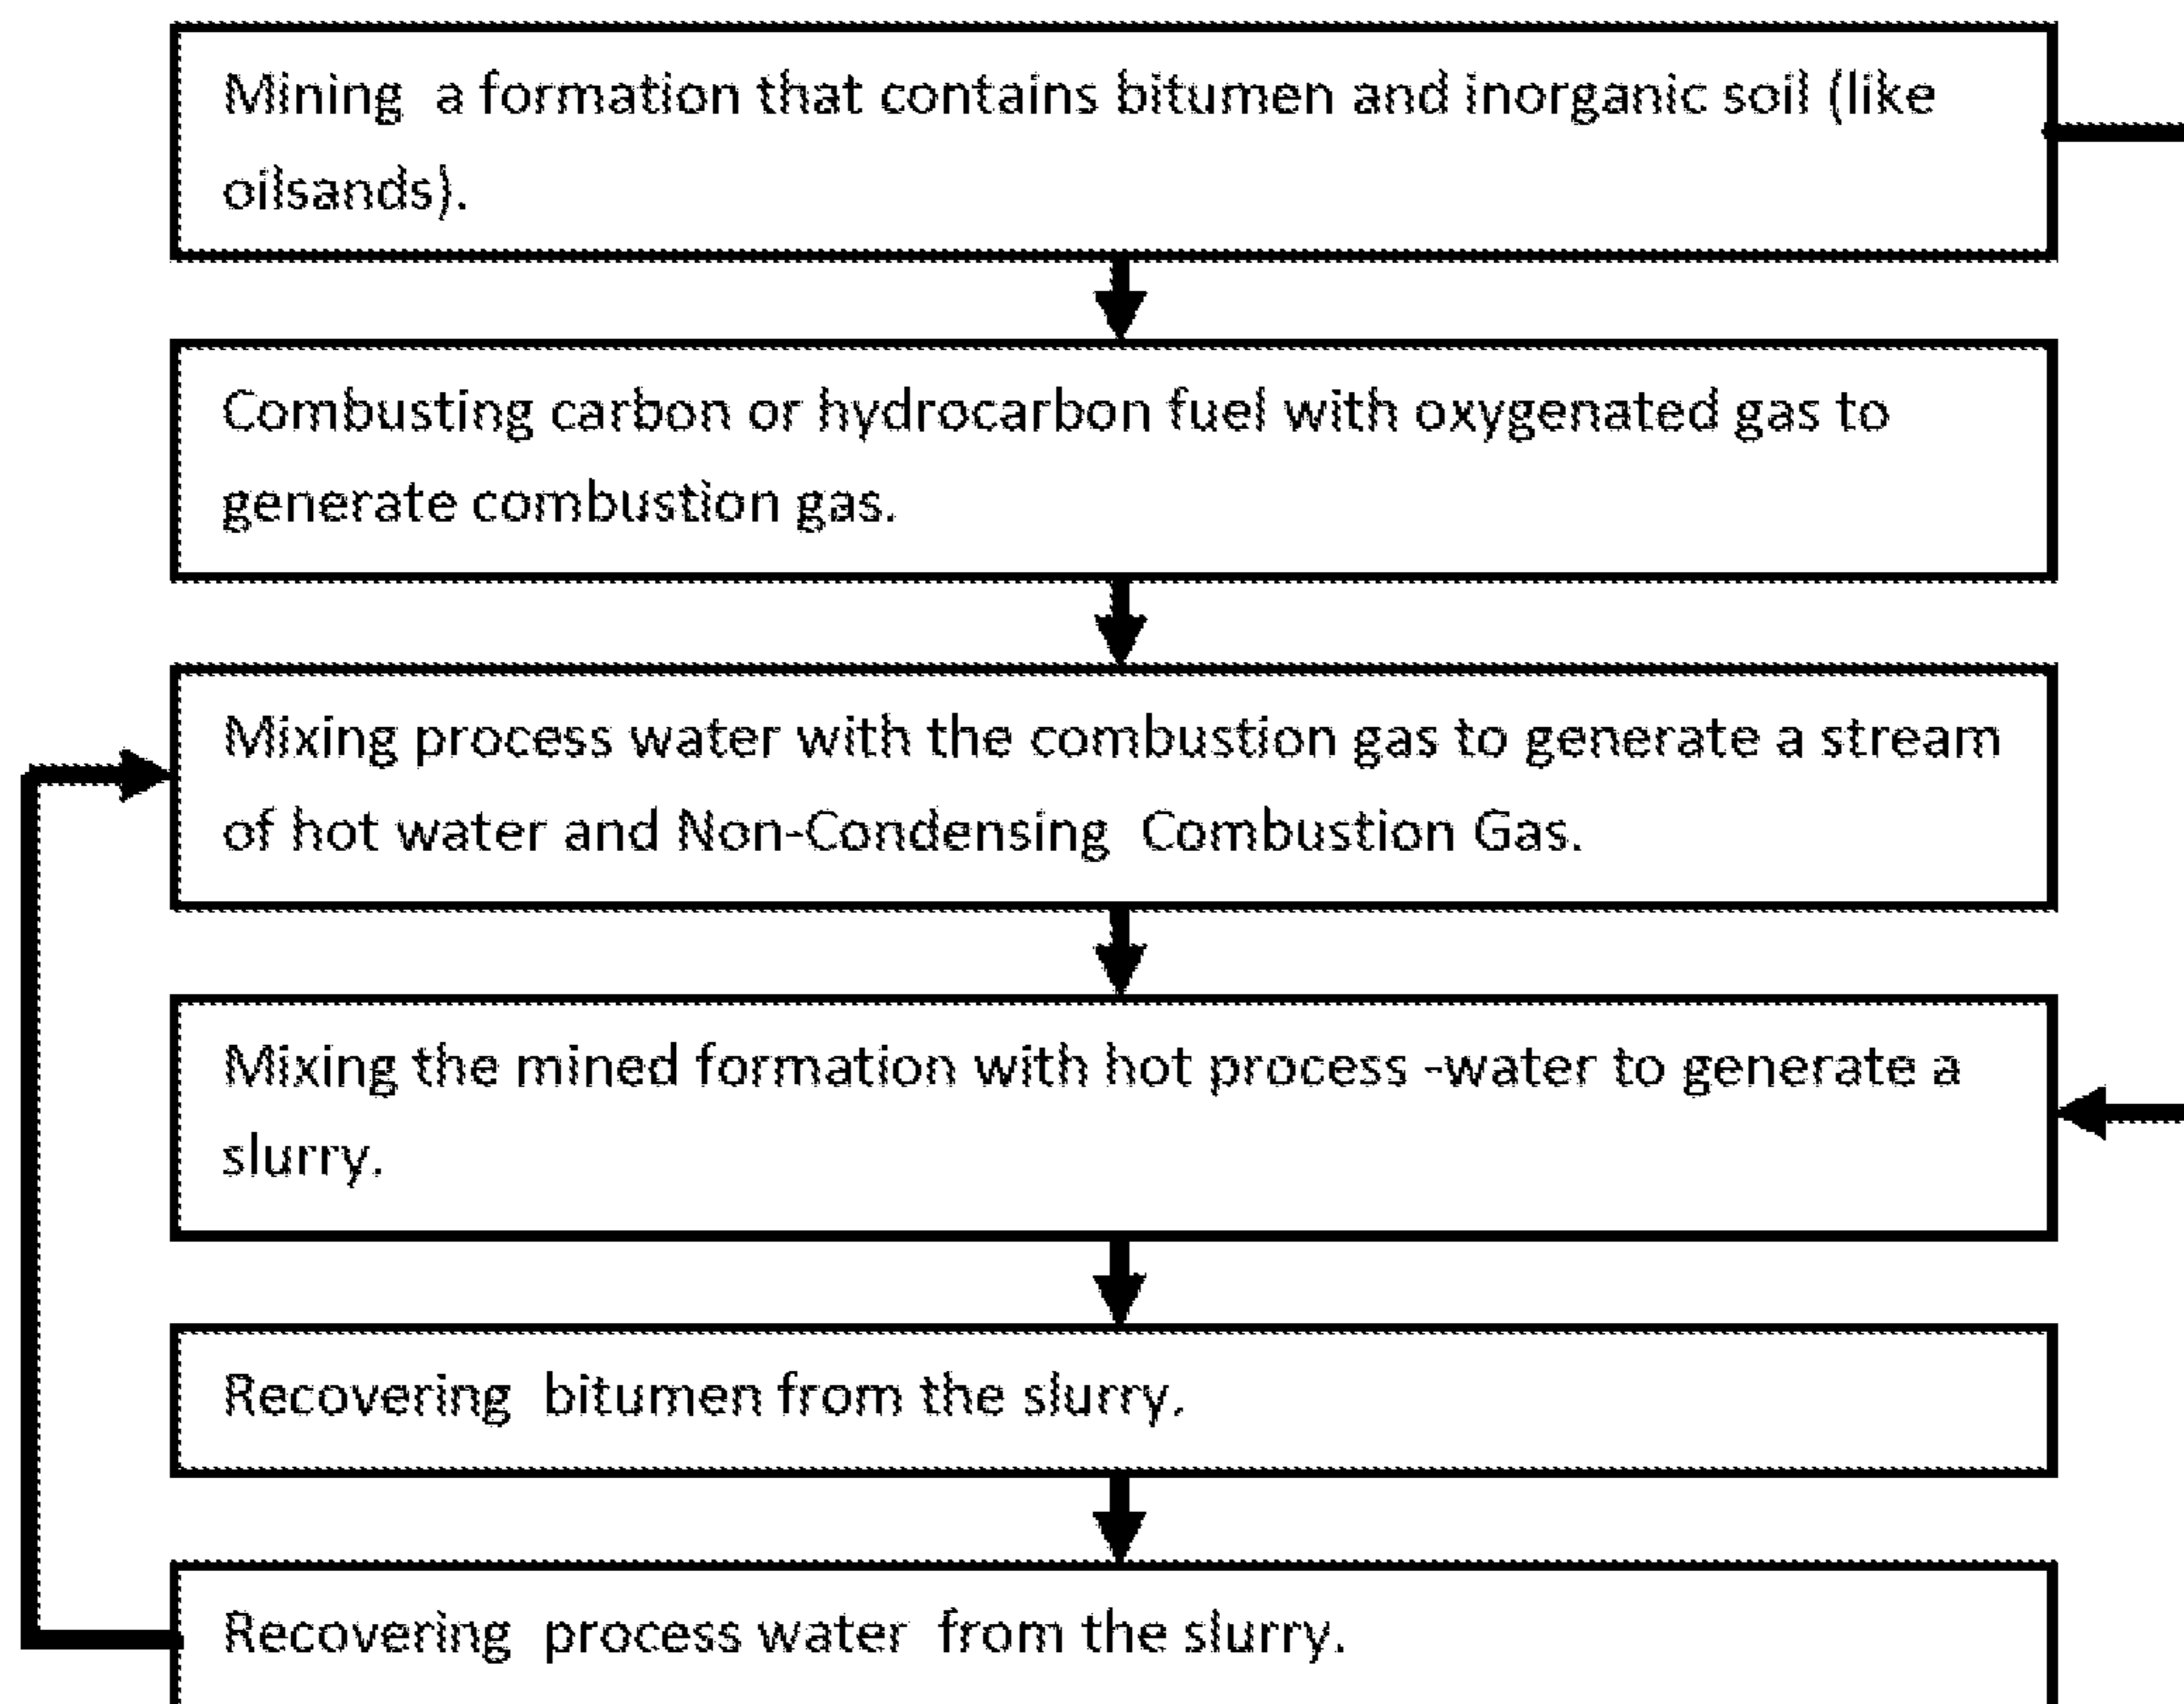 Mining a formation that contains bitumen and inorganic soil (like
oilsands).
Combusting carbon or hydrocarbon fuel with oxygenated gas to
generate combustion gas.
Mixing process water with the combustion gas to generate a stream
of hot water and Non-Condensing Combustion Gas.
Mixing the mined formation with hot process -water to generate a
slurry.
Recovering bitumen from the slurry.
Recovering process water from the slurry.